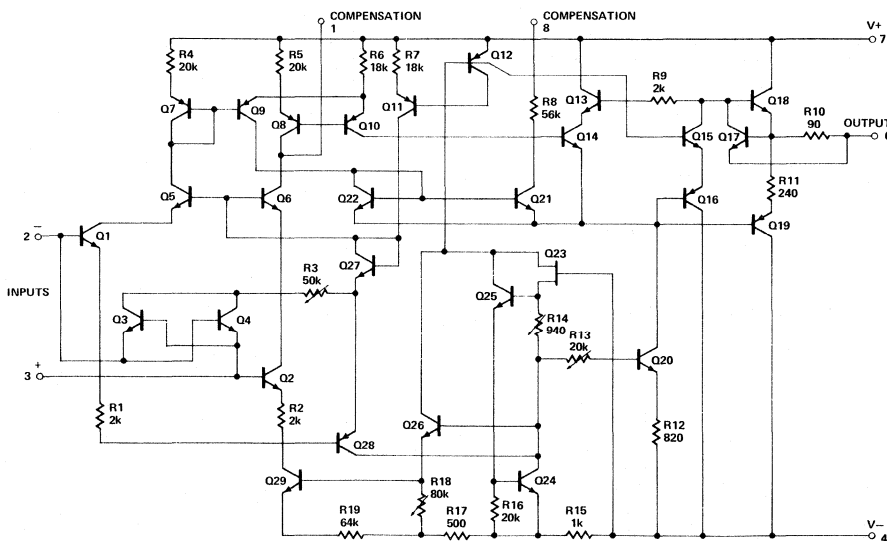 COMPENSATION
1
COMPENSATION
8
V+
7
R4
20k
R5
20k
R6
18k
R7
18k
Q12
R9
2k
Q7
Q9
Q8
Q10
Q11
R8
56k
Q13
Q14
Q15
Q17
Q18
R10
90
OUTPUT
6
Q5
Q6
Q22
Q21
Q16
R11
240
Q19
2
−
Q1
INPUTS
Q3
Q4
R3
50k
Q27
Q25
Q23
R14
940
R13
20k
Q20
3
+
Q2
R1
2k
R2
2k
Q28
Q26
R12
820
Q29
R18
80k
Q24
R19
64k
R17
500
R16
20k
R15
1k
V−
4